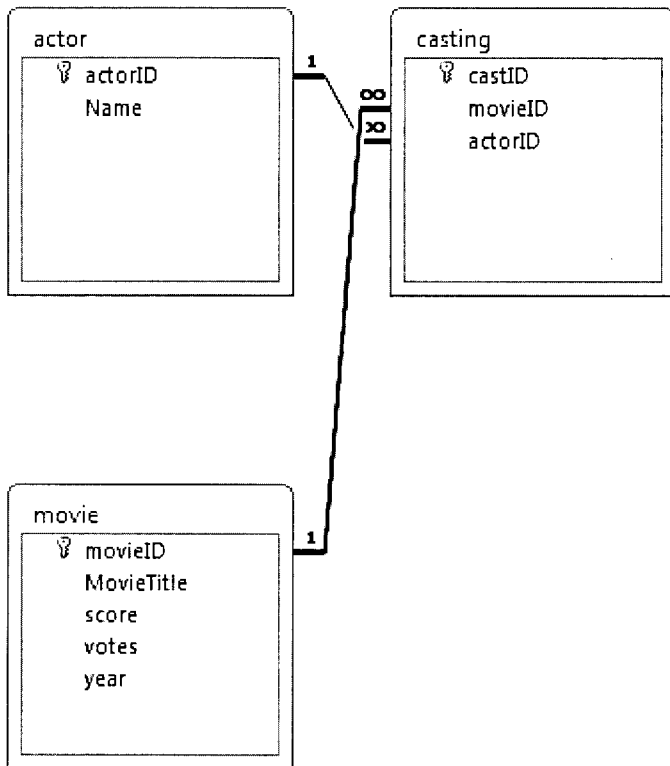 actor
actorID
Name
1
casting
castID
movieID
actorID
∞
∞
movie
movieID
MovieTitle
score
votes
year
1